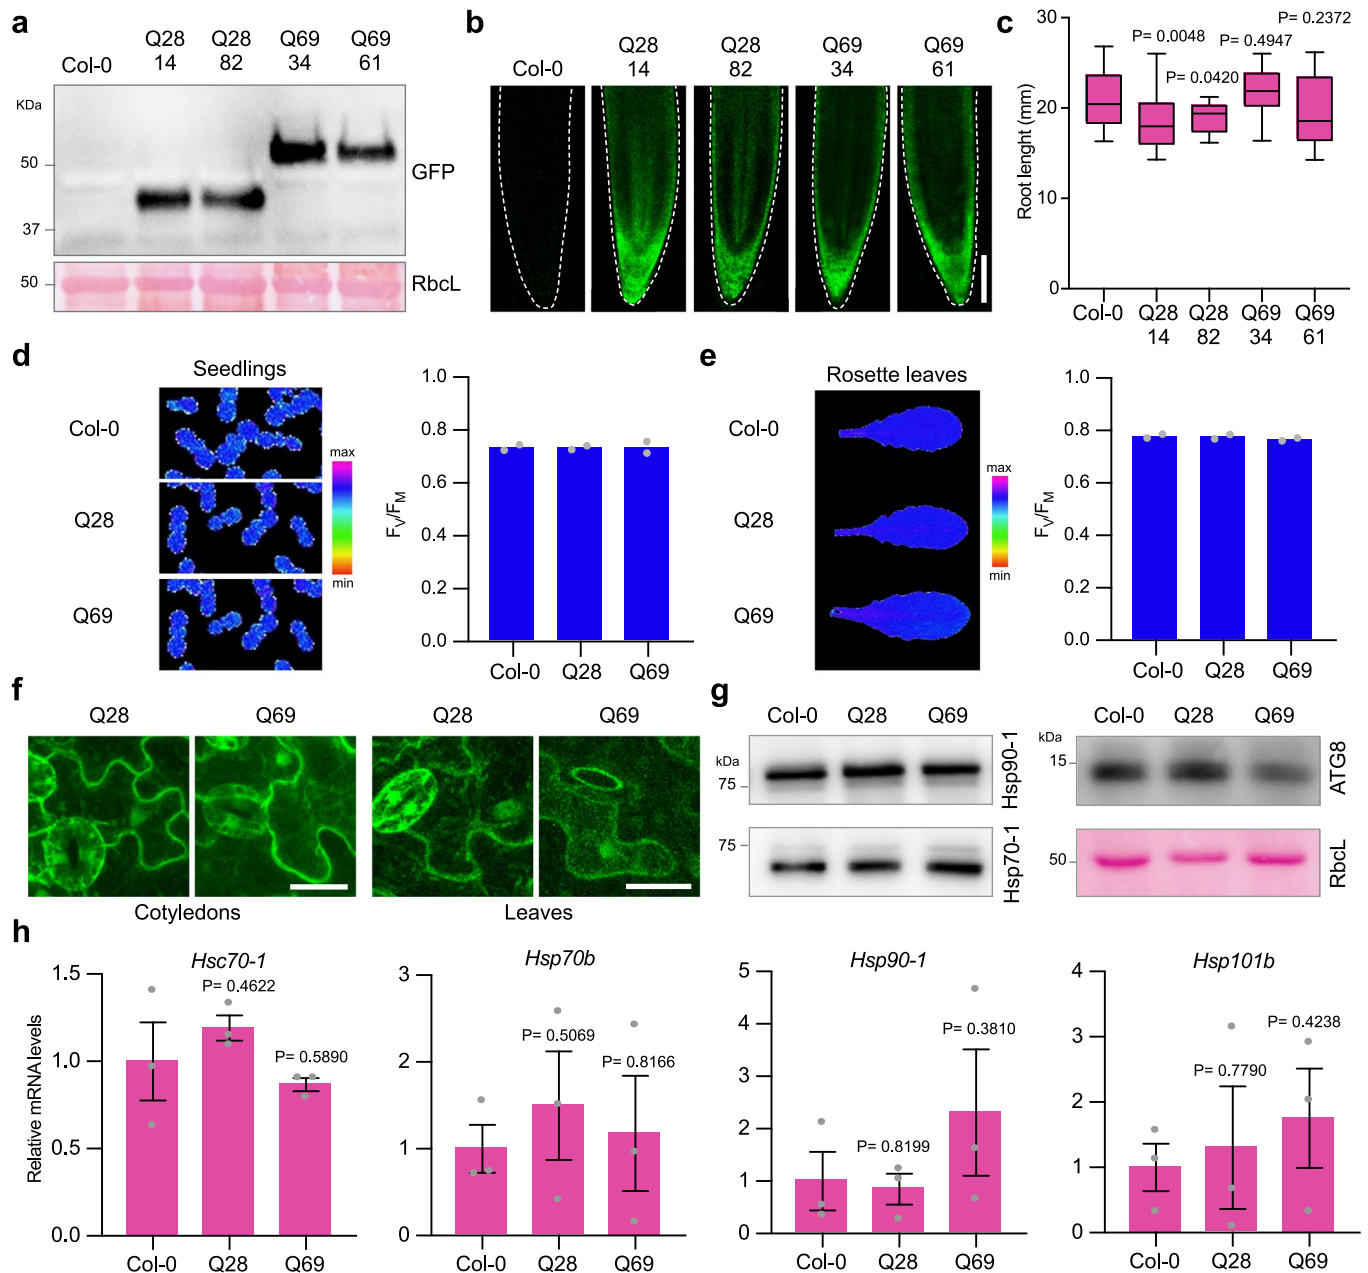 a
Col-0
Q28
14
Q28
82
Q69
34
Q69
61
KDa
50
37
GFP
50
RbcL
b
Col-0
Q28
14
Q28
82
Q69
34
Q69
61
c
Root lenght (mm)
30
20
10
0
P= 0.0048
P= 0.0420
P= 0.4947
P= 0.2372
Col-0
Q28
14
Q28
82
Q69
34
Q69
61
d
Seedlings
Col-0
Q28
Q69
max
min
FV/FM
1.0
0.8
0.6
0.4
0.2
0.0
Col-0
Q28
Q69
e
Rosette leaves
Col-0
Q28
Q69
max
min
FV/FM
1.0
0.8
0.6
0.4
0.2
0.0
Col-0
Q28
Q69
f
Q28
Q69
Q28
Q69
Cotyledons
Leaves
g
Col-0
Q28
Q69
kDa
75
Hsp90-1
75
Hsp70-1
Col-0
Q28
Q69
kDa
15
ATG8
50
RbcL
h
Relative mRNA levels
Hsc70-1
1.5
1.0
0.5
0.0
P= 0.4622
P= 0.5890
Col-0
Q28
Q69
Hsp70b
3
2
1
0
P= 0.5069
P= 0.8166
Col-0
Q28
Q69
Hsp90-1
5
4
3
2
1
0
P= 0.8199
P= 0.3810
Col-0
Q28
Q69
Hsp101b
4
3
2
1
0
P= 0.7790
P= 0.4238
Col-0
Q28
Q69